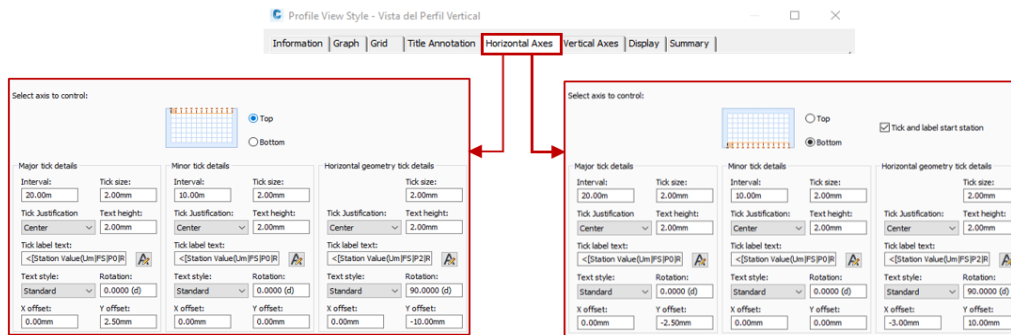 Profile View Style - Vista del Perfil Vertical
Information Graph Grid Title Annotation Horizontal Axes Vertical Axes Display Summary
Select axis to control:
Top
Bottom
Major tick details Minor tick details Horizontal geometry tick details
Interval: Tick size: Interval: Tick size: Tick size:
20.00m 2.00mm 10.00m 2.00mm 2.00mm
Tick Justification Text height: Tick Justification: Text height: Tick Justification: Text height:
Center 2.00mm Center 2.00mm Center 2.00mm
Tick label text: Tick label text: Tick label text:
<[Station Value(Um|FS|P0|R <[Station Value(Um|FS|P0|R <[Station Value(Um|FS|P2|R
Text style: Rotation: Text style: Rotation: Text style: Rotation:
Standard 0.0000 (d) Standard 0.0000 (d) Standard 90.0000 (d)
X offset: Y offset: X offset: Y offset: X offset: Y offset:
0.00mm 2.50mm 0.00mm 0.00mm 0.00mm -10.00mm
Select axis to control:
Top
Bottom
Tick and label start station
Major tick details Minor tick details Horizontal geometry tick details
Interval: Tick size: Interval: Tick size: Tick size:
20.00m 2.00mm 10.00m 2.00mm 2.00mm
Tick Justification Text height: Tick Justification: Text height: Tick Justification: Text height:
Center 2.00mm Center 2.00mm Center 2.00mm
Tick label text: Tick label text: Tick label text:
<[Station Value(Um|FS|P0|R <[Station Value(Um|FS|P2|R <[Station Value(Um|FS|P2|R
Text style: Rotation: Text style: Rotation: Text style: Rotation:
Standard 0.0000 (d) Standard 0.0000 (d) Standard 90.0000 (d)
X offset: Y offset: X offset: Y offset: X offset: Y offset:
0.00mm -2.50mm 0.00mm 0.00mm -3.00mm 10.00mm